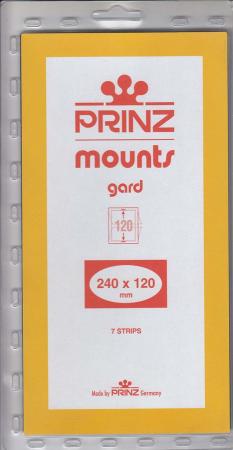 PRINZ
mounts
gard
120
240 x 120
mm
7 STRIPS
Made by PRINZ Germany